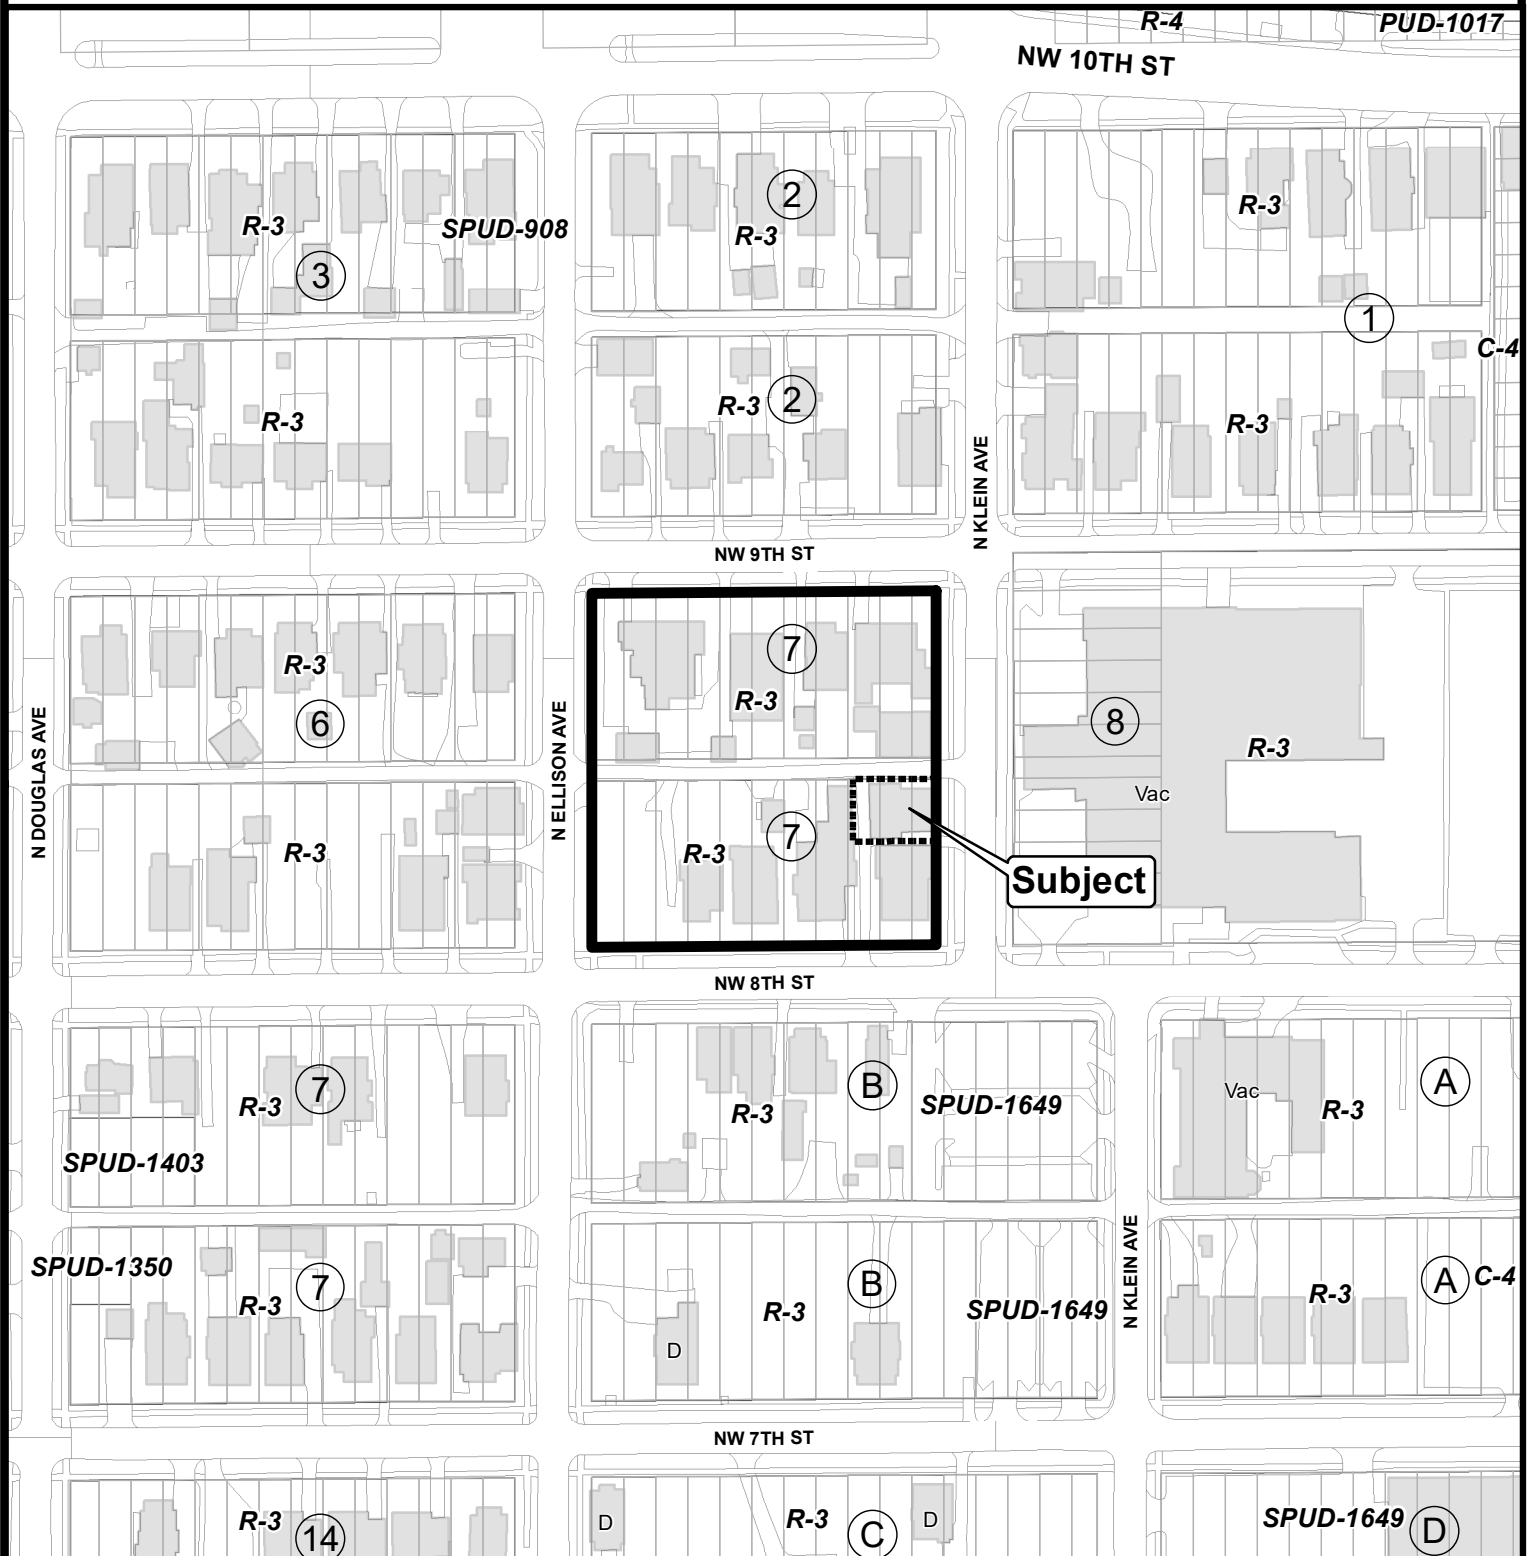 R-4
PUD-1017
NW 10TH ST
2
R-3
R-3
R-3
SPUD-908
R-3
3
1
C-4
2
R-3
R-3
R-3
N KLEIN AVE
NW 9TH ST
7
R-3
R-3
6
8
R-3
Vac
N DOUGLAS AVE
N ELLISON AVE
7
R-3
R-3
Subject
NW 8TH ST
7
R-3
B
R-3
SPUD-1649
Vac
R-3
A
SPUD-1403
SPUD-1350
7
R-3
B
R-3
SPUD-1649
N KLEIN AVE
R-3
A
C-4
D
NW 7TH ST
R-3
14
D
R-3
C
D
SPUD-1649
D